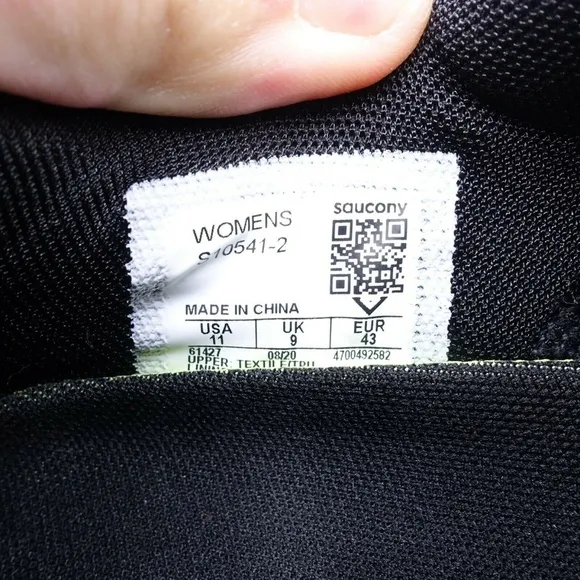 WOMENS
S10541-2
saucony
MADE IN CHINA
USA UK EUR
11 9 43
61427 08/20 4700492582
UPPER: TEXTILE/TPU